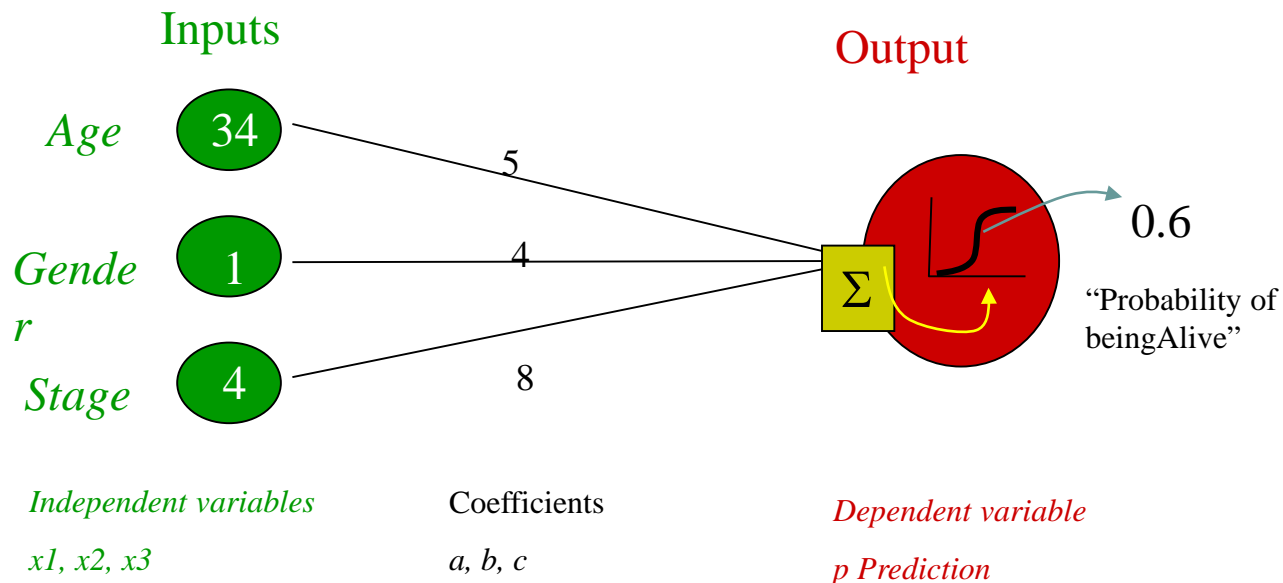 Inputs
Output
Age
34
5
Gende
r
1
4
Σ
0.6
“Probability of
beingAlive”
Stage
4
8
Independent variables
x1, x2, x3
Coefficients
a, b, c
Dependent variable
p Prediction